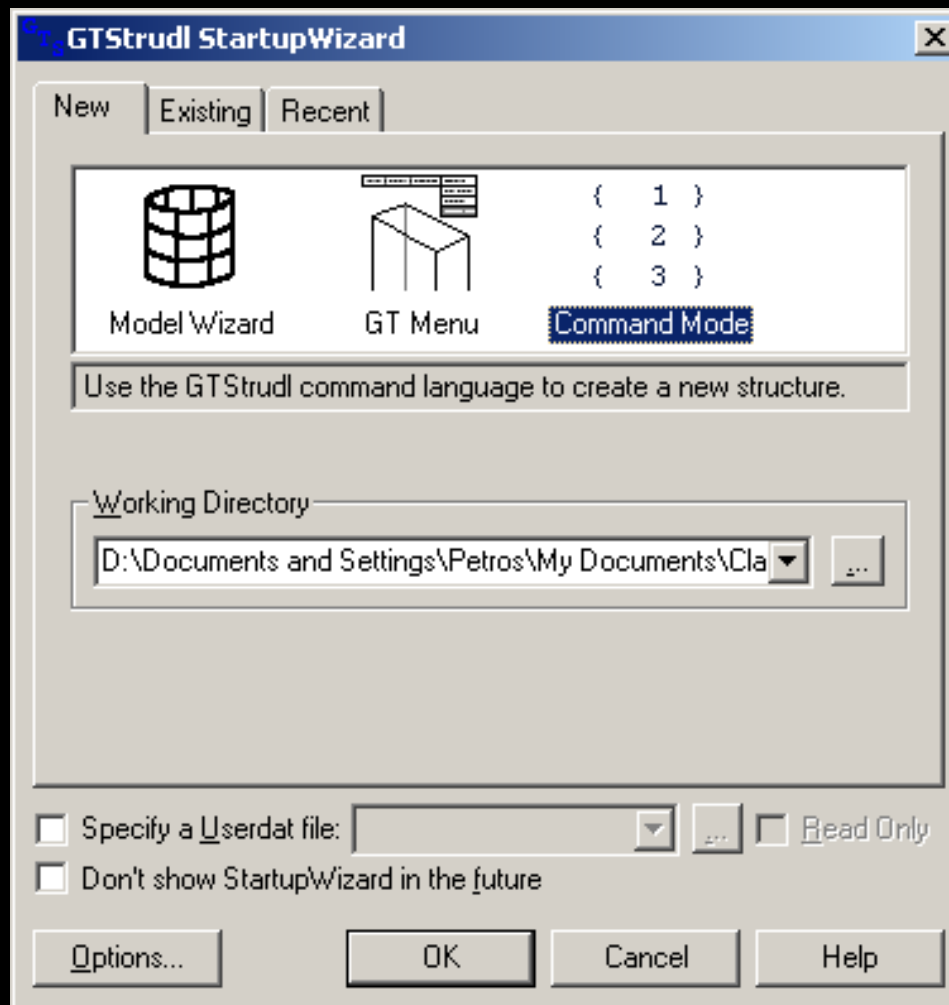 GTS GTStrudl StartupWizard
New Existing Recent
{ 1 }
{ 2 }
{ 3 }
Model Wizard GT Menu Command Mode
Use the GTStrudl command language to create a new structure.
Working Directory
D:\Documents and Settings\Petros\My Documents\Cla ...
Specify a Userdat file: ... Read Only
Don't show StartupWizard in the future
Options... OK Cancel Help